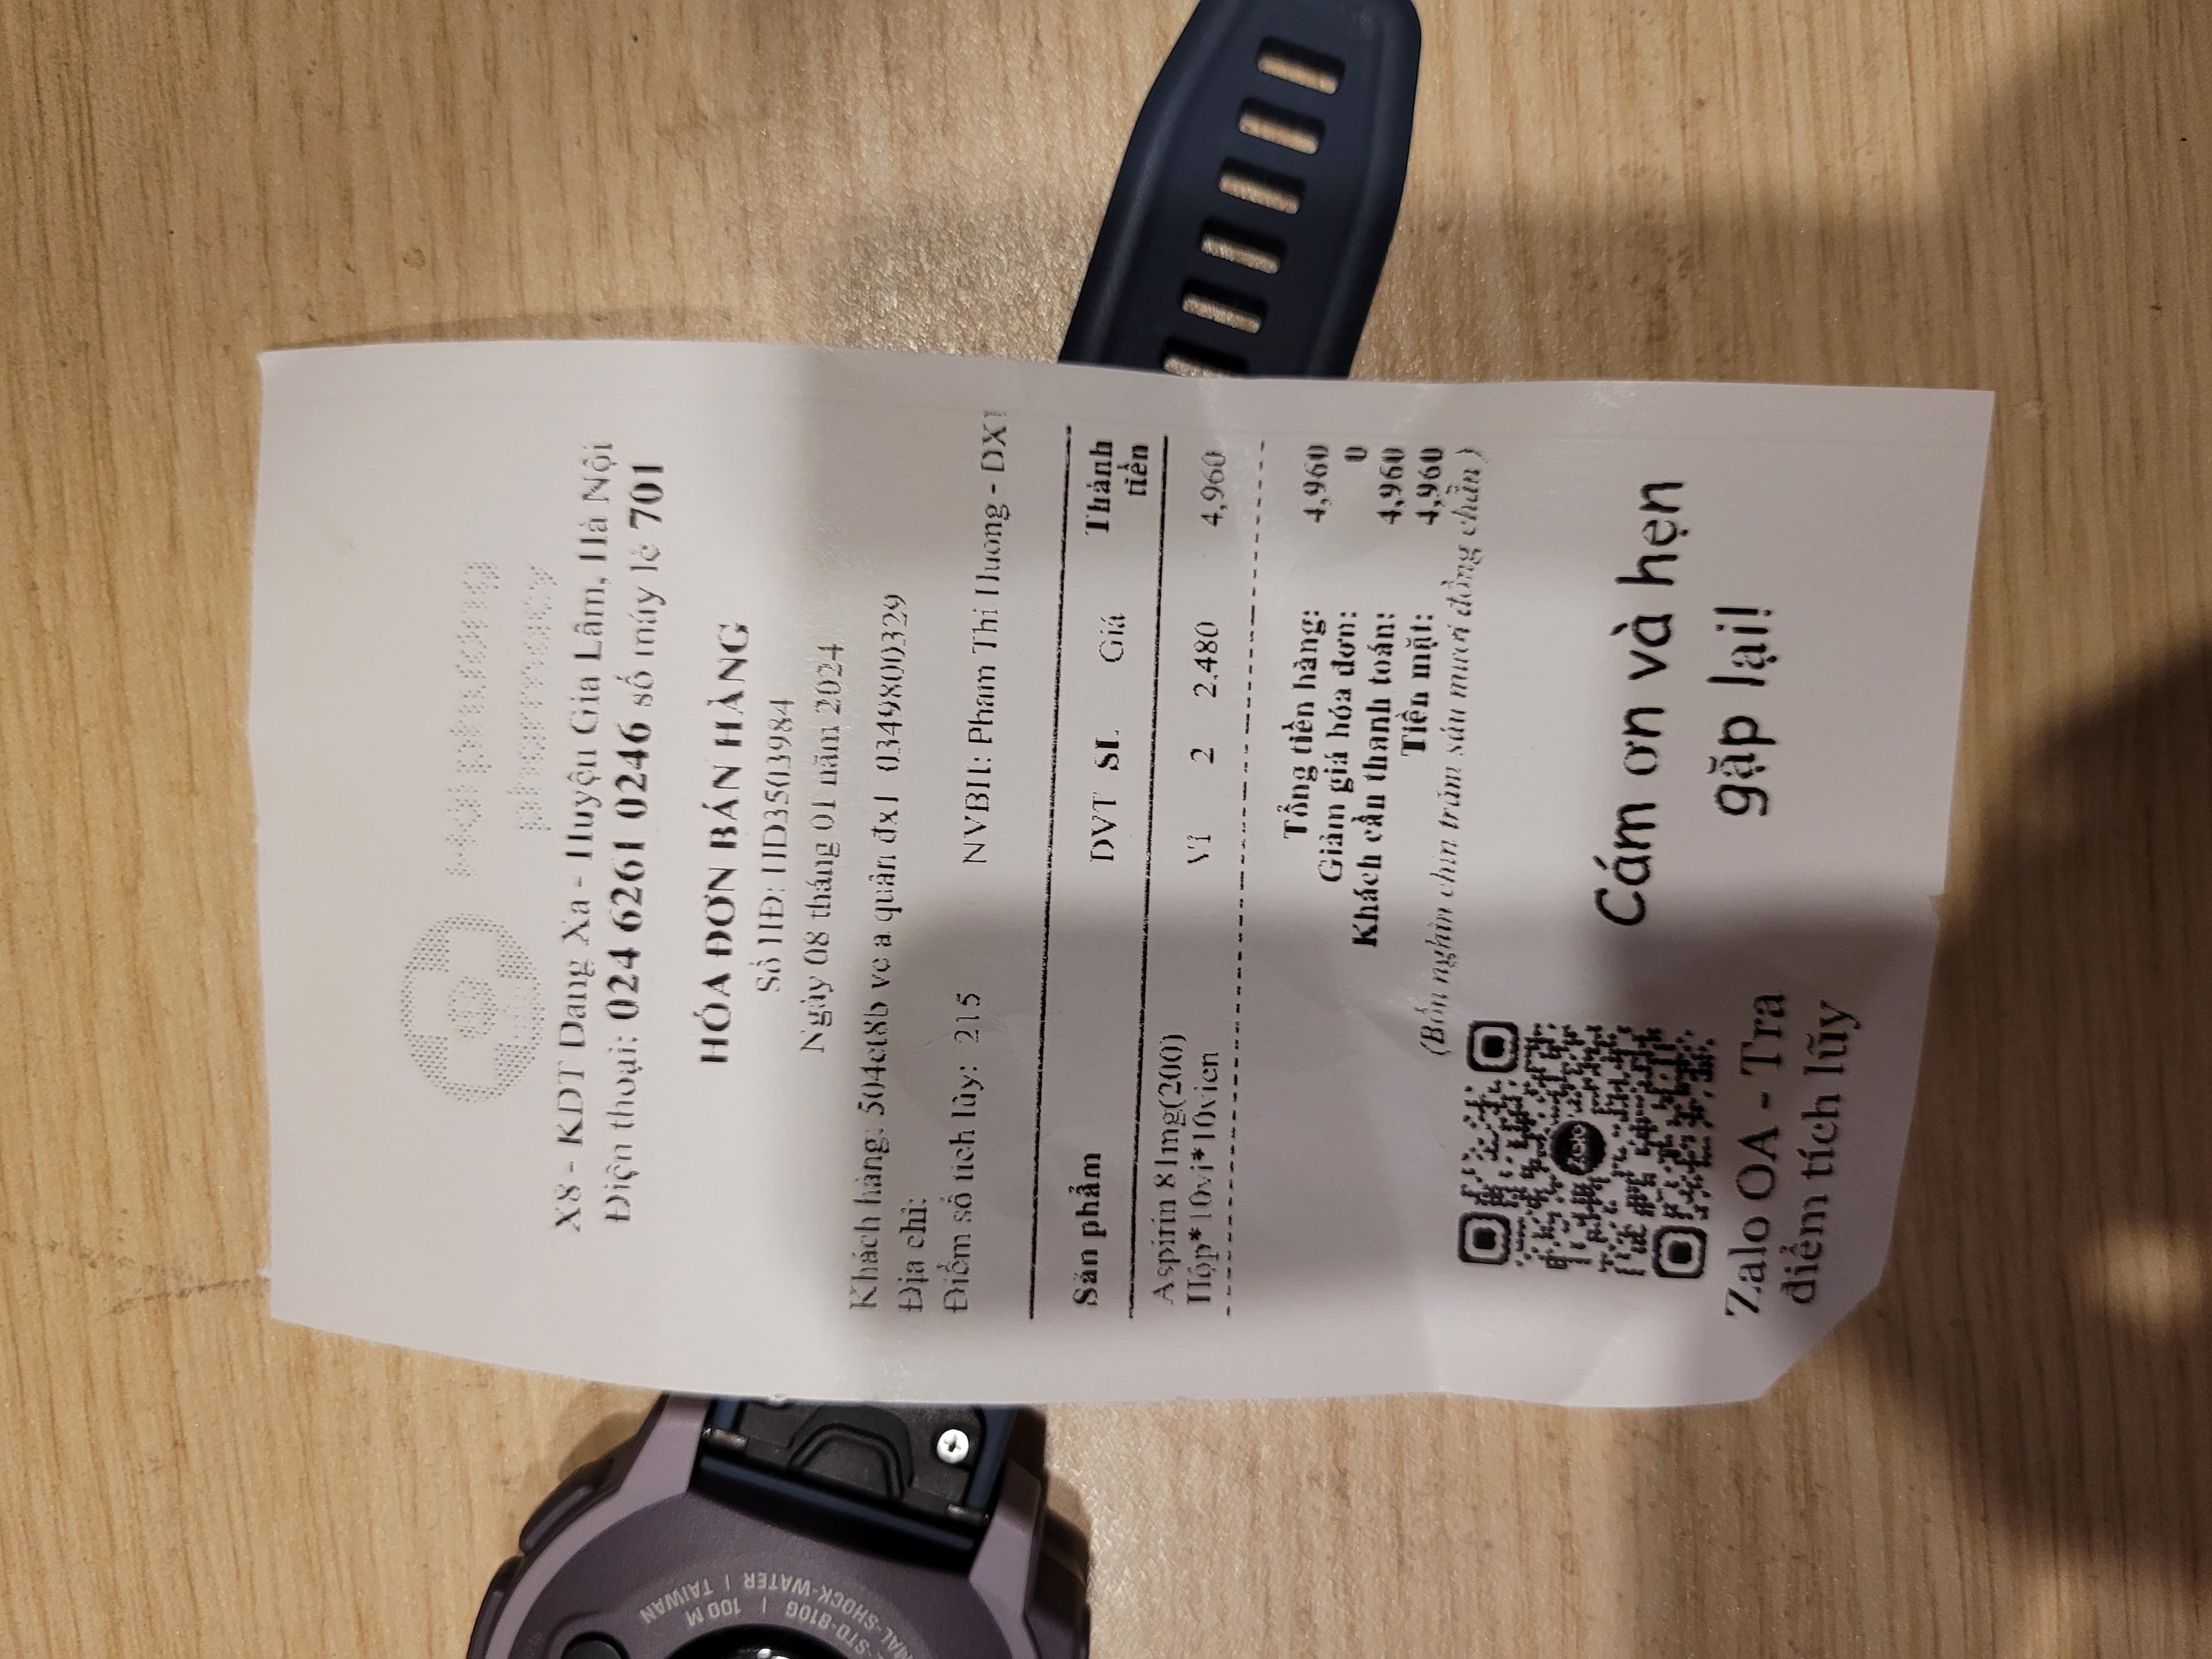 Hải phương
pharmacy
X8 - KDT Dang Xa - Huyện Gia Lâm, Hà Nội
Điện thoại: 024 6261 0246 số máy lẻ 701
HÓA ĐƠN BÁN HÀNG
Số HĐ: HD3503984
Ngày 08 tháng 01 năm 2024
Khách hàng: 504ct8b ve a quân đx1 0349800329
Địa chỉ:
Điểm số tích lũy: 215 NVBH: Pham Thi Huong - DX1
Sản phẩm DVT SL Giá Thành tiền
Aspirin 81mg(200)
Hộp*10vi*10vien Vỉ 2 2,480 4,960
Tổng tiền hàng: 4,960
Giảm giá hóa đơn: 0
Khách cần thanh toán: 4,960
Tiền mặt: 4,960
(Bốn nghìn chín trăm sáu mươi đồng chẵn )
Zalo
Cám ơn và hẹn
gặp lại!
Zalo OA - Tra
điểm tích lũy
STD-810G | 100 M
SHOCK-WATER | TAIWAN